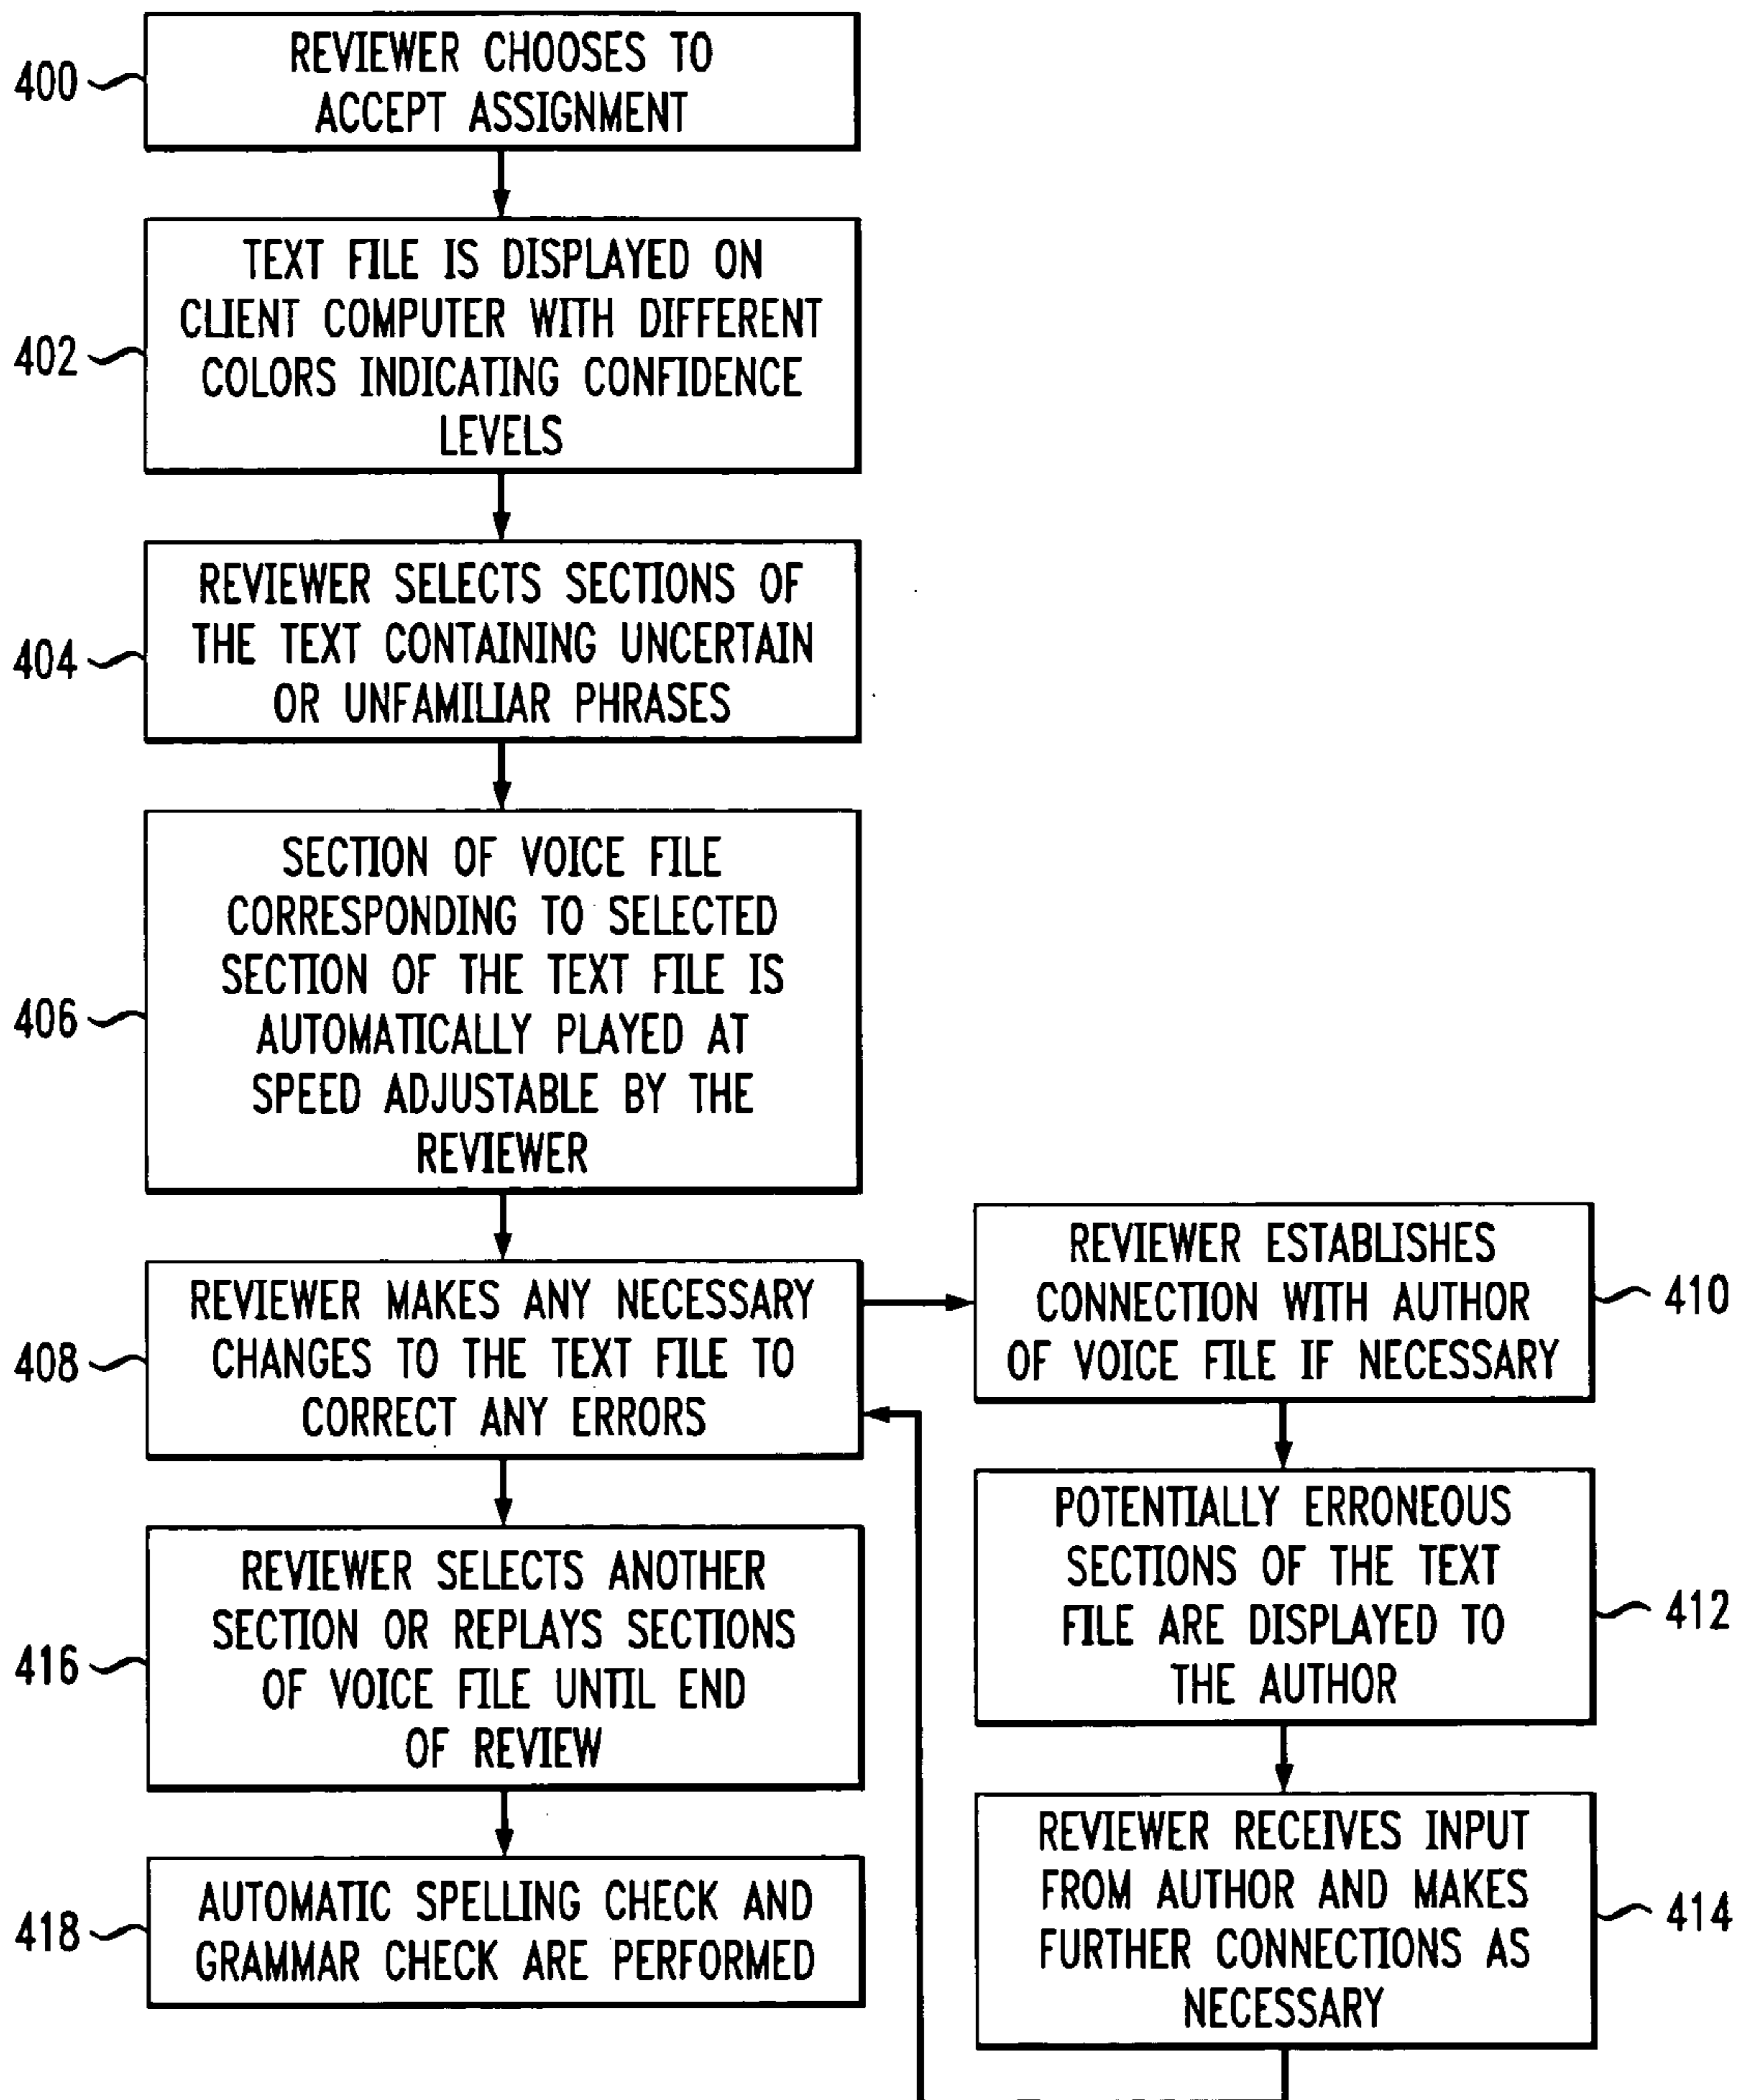 400
REVIEWER CHOOSES TO
ACCEPT ASSIGNMENT
402
TEXT FILE IS DISPLAYED ON
CLIENT COMPUTER WITH DIFFERENT
COLORS INDICATING CONFIDENCE
LEVELS
404
REVIEWER SELECTS SECTIONS OF
THE TEXT CONTAINING UNCERTAIN
OR UNFAMILIAR PHRASES
406
SECTION OF VOICE FILE
CORRESPONDING TO SELECTED
SECTION OF THE TEXT FILE IS
AUTOMATICALLY PLAYED AT
SPEED ADJUSTABLE BY THE
REVIEWER
408
REVIEWER MAKES ANY NECESSARY
CHANGES TO THE TEXT FILE TO
CORRECT ANY ERRORS
410
REVIEWER ESTABLISHES
CONNECTION WITH AUTHOR
OF VOICE FILE IF NECESSARY
412
POTENTIALLY ERRONEOUS
SECTIONS OF THE TEXT
FILE ARE DISPLAYED TO
THE AUTHOR
414
REVIEWER RECEIVES INPUT
FROM AUTHOR AND MAKES
FURTHER CONNECTIONS AS
NECESSARY
416
REVIEWER SELECTS ANOTHER
SECTION OR REPLAYS SECTIONS
OF VOICE FILE UNTIL END
OF REVIEW
418
AUTOMATIC SPELLING CHECK AND
GRAMMAR CHECK ARE PERFORMED